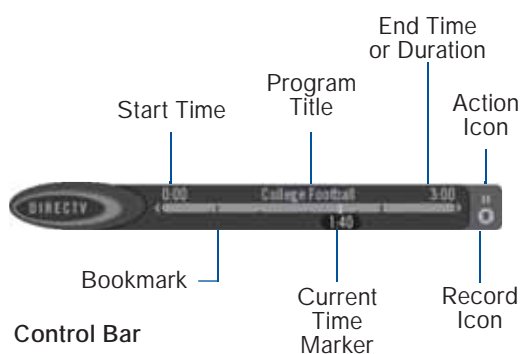 End Time
or Duration
Program
Title
Action
Icon
Start Time
0:00 College Football 3:00
DIRECTV
1:40
Bookmark
Current
Time
Marker
Record
Icon
Control Bar